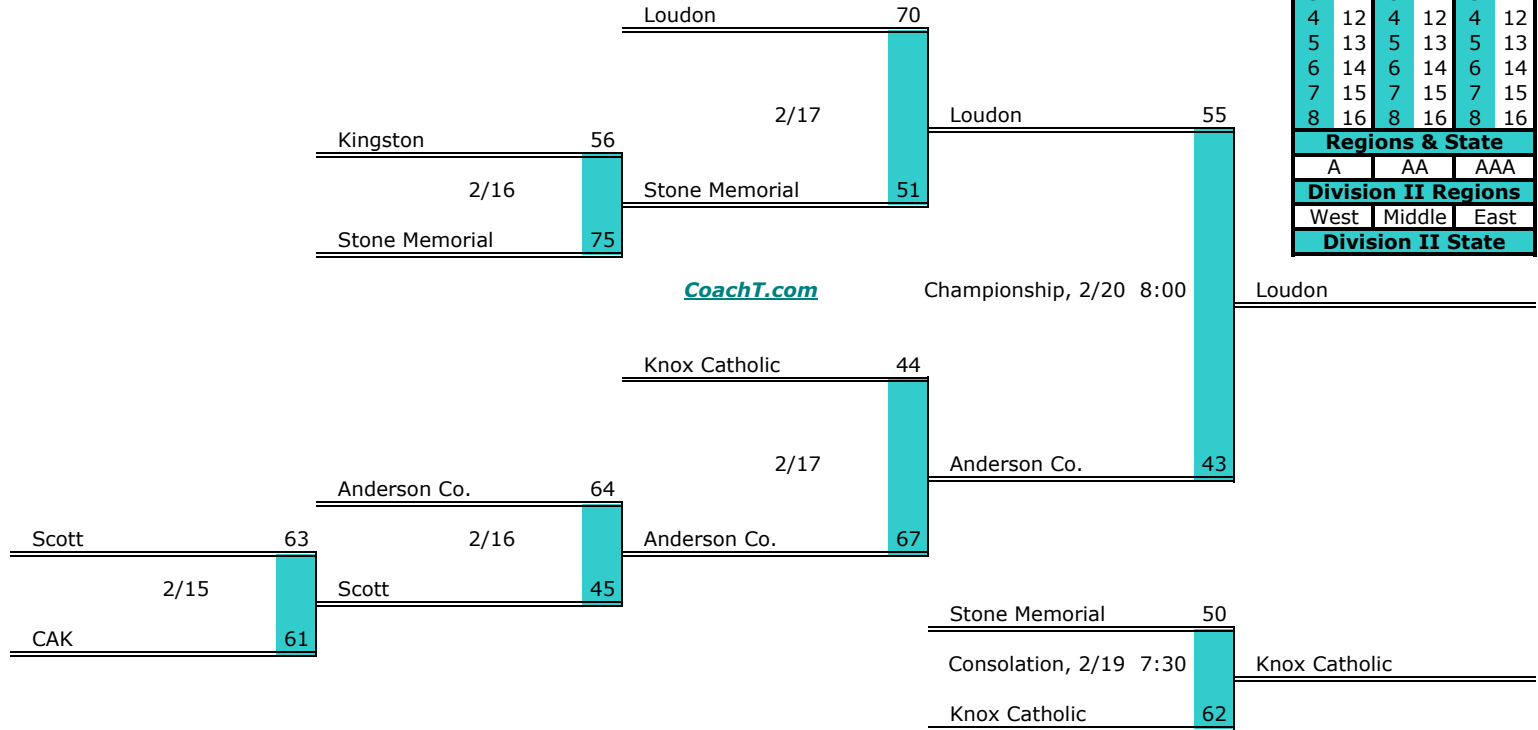 Loudon 70
4 12 4 12 4 12
5 13 5 13 5 13
6 14 6 14 6 14
7 15 7 15 7 15
2/17 Loudon 55
8 16 8 16 8 16
Kingston 56
Regions & State
A AA AAA
2/16 Stone Memorial 51
Division II Regions
West Middle East
Stone Memorial 75
Division II State
CoachT.com Championship, 2/20 8:00 Loudon
Knox Catholic 44
2/17 Anderson Co. 43
Anderson Co. 64
Scott 63 2/16 Anderson Co. 67
2/15 Scott 45
Stone Memorial 50
CAK 61
Consolation, 2/19 7:30 Knox Catholic
Knox Catholic 62